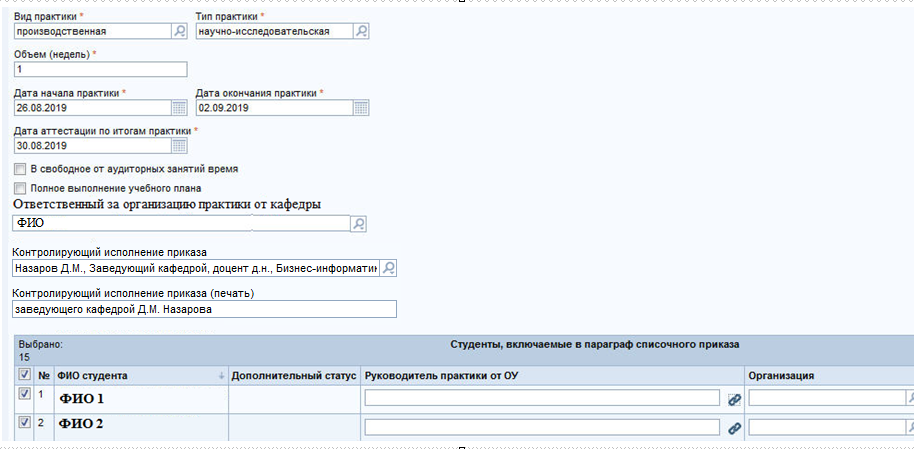 Вид практики * Тип практики *
производственная научно-исследовательская
Объем (недель) *
1
Дата начала практики * Дата окончания практики *
26.08.2019 02.09.2019
Дата аттестации по итогам практики *
30.08.2019
В свободное от аудиторных занятий время
Полное выполнение учебного плана
Ответственный за организацию практики от кафедры
ФИО
Контролирующий исполнение приказа
Назаров Д.М., Заведующий кафедрой, доцент д.н., Бизнес-информатик
Контролирующий исполнение приказа (печать)
заведующего кафедрой Д.М. Назарова
Выбрано: Студенты, включаемые в параграф списочного приказа
15
№ ФИО студента Дополнительный статус Руководитель практики от ОУ Организация
1 ФИО 1
2 ФИО 2